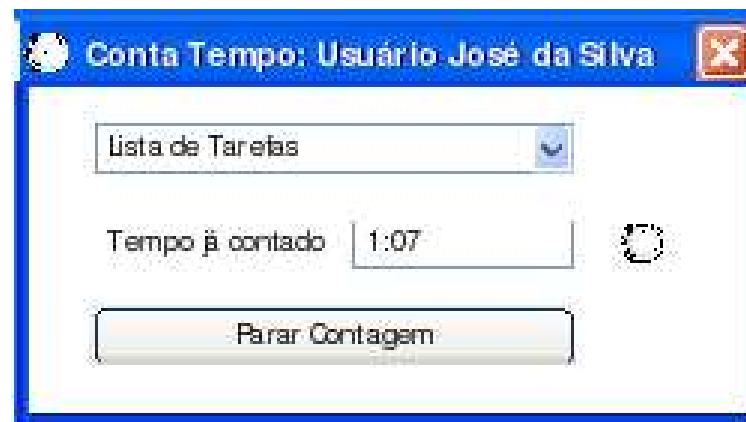 Conta Tempo: Usuário José da Silva
Lista de Tarefas
Tempo já contado 1:07
Parar Contagem